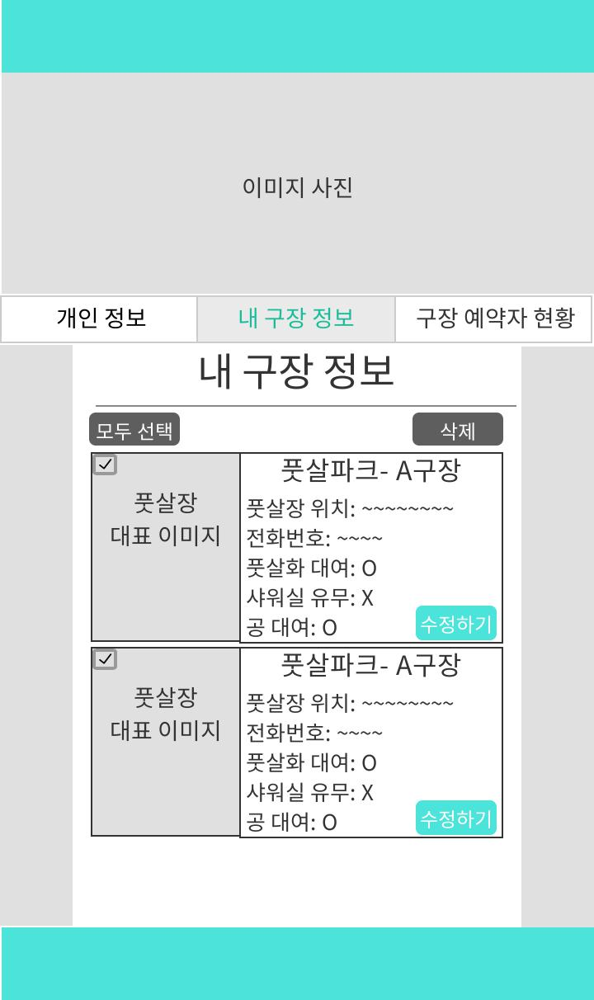 이미지 사진
개인 정보
내 구장 정보
구장 예약자 현황
내 구장 정보
모두 선택
삭제
풋살장
대표 이미지
풋살파크- A구장
풋살장 위치: ~~~~~~~~
전화번호: ~~~~
풋살화 대여: O
샤워실 유무: X
공 대여: O
수정하기
풋살장
대표 이미지
풋살파크- A구장
풋살장 위치: ~~~~~~~~
전화번호: ~~~~
풋살화 대여: O
샤워실 유무: X
공 대여: O
수정하기